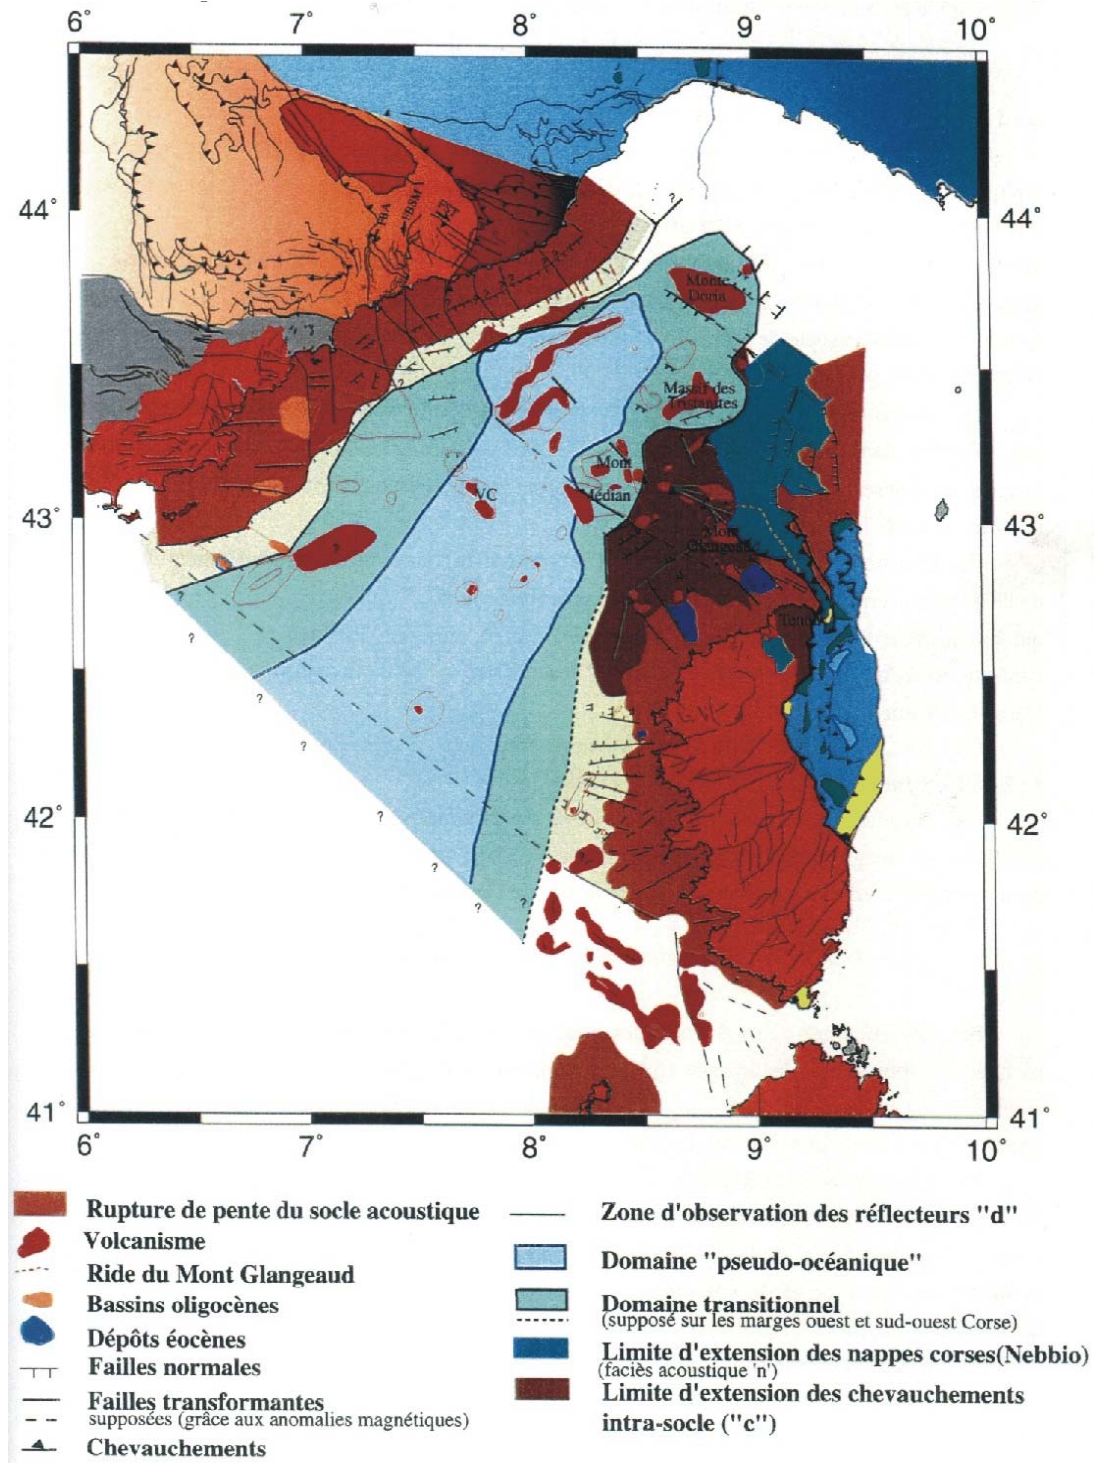 6°
7°
8°
9°
10°
44°
44°
?
FBA
FBSM
Monte
Doria
Massif des
Tristanites
Mont
Médian
VC
43°
43°
Mont
?
?
?
?
?
?
?
?
?
?
42°
42°
41°
41°
6°
7°
8°
9°
10°
Rupture de pente du socle acoustique
Volcanisme
Ride du Mont Glangeaud
Bassins oligocènes
Dépôts éocènes
Failles normales
Failles transformantes
supposées (grâce aux anomalies magnétiques)
Chevauchements
Zone d'observation des réflecteurs "d"
Domaine "pseudo-océanique"
Domaine transitionnel
(supposé sur les marges ouest et sud-ouest Corse)
Limite d'extension des nappes corses(Nebbio)
(faciès acoustique 'n')
Limite d'extension des chevauchements
intra-socle ("c")